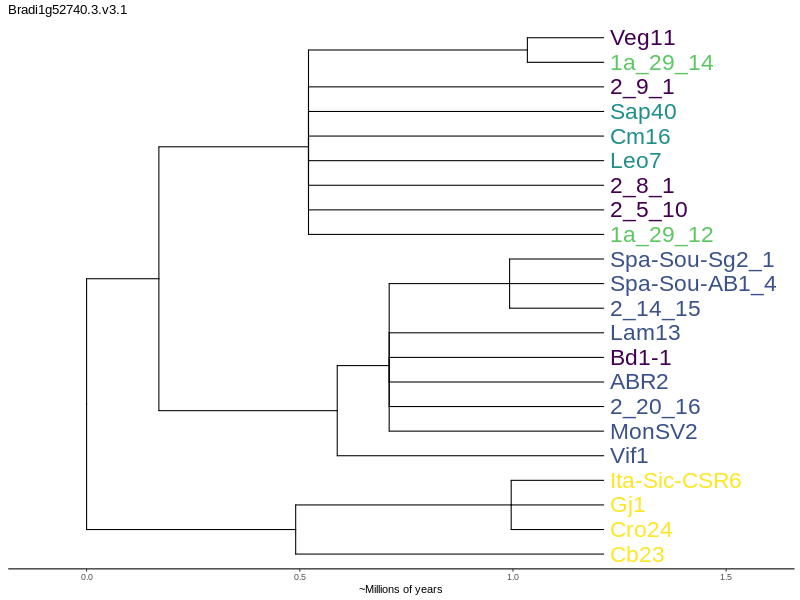 Bradi1g52740.3.v3.1
Veg11
1a_29_14
2_9_1
Sap40
Cm16
Leo7
2_8_1
2_5_10
1a_29_12
Spa-Sou-Sg2_1
Spa-Sou-AB1_4
2_14_15
Lam13
Bd1-1
ABR2
2_20_16
MonSV2
Vif1
Ita-Sic-CSR6
Gj1
Cro24
Cb23
0.0 0.5 1.0 1.5
~Millions of years